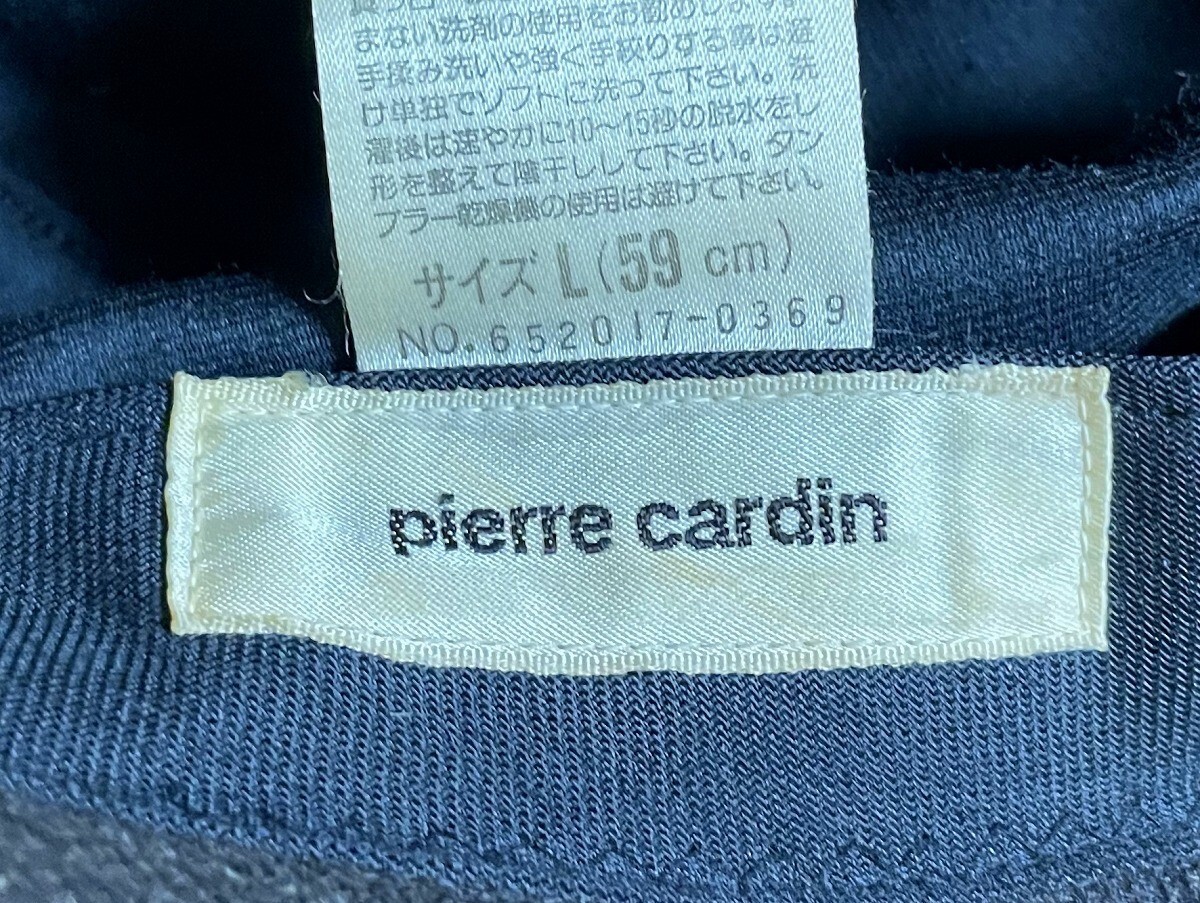 まない洗剤の使用をお勧めします。
手揉み洗いや強く手絞りする事は避
け単独でソフトに洗って下さい。洗
濯後は速やかに10〜15秒の脱水をし
形を整えて陰干しして下さい。タン
ブラー乾燥機の使用は避けて下さい。
サイズ L(59 cm)
NO.652017-0369
pierre cardin